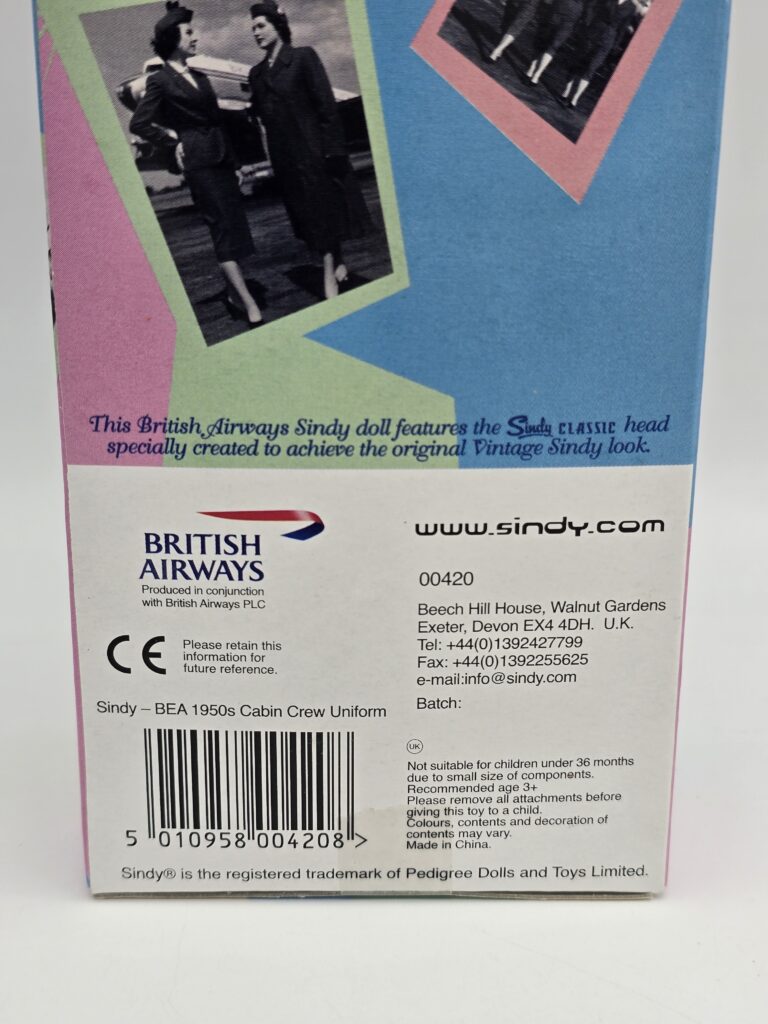 This British Airways Sindy doll features the Sindy CLASSIC head
specially created to achieve the original Vintage Sindy look.
BRITISH
AIRWAYS
Produced in conjunction
with British Airways PLC
CE
Please retain this
information for
future reference.
Sindy – BEA 1950s Cabin Crew Uniform
5 010958 004208 >
www.sindy.com
00420
Beech Hill House, Walnut Gardens
Exeter, Devon EX4 4DH. U.K.
Tel: +44(0)1392427799
Fax: +44(0)1392255625
e-mail:info@sindy.com
Batch:
UK
Not suitable for children under 36 months
due to small size of components.
Recommended age 3+
Please remove all attachments before
giving this toy to a child.
Colours, contents and decoration of
contents may vary.
Made in China.
Sindy® is the registered trademark of Pedigree Dolls and Toys Limited.